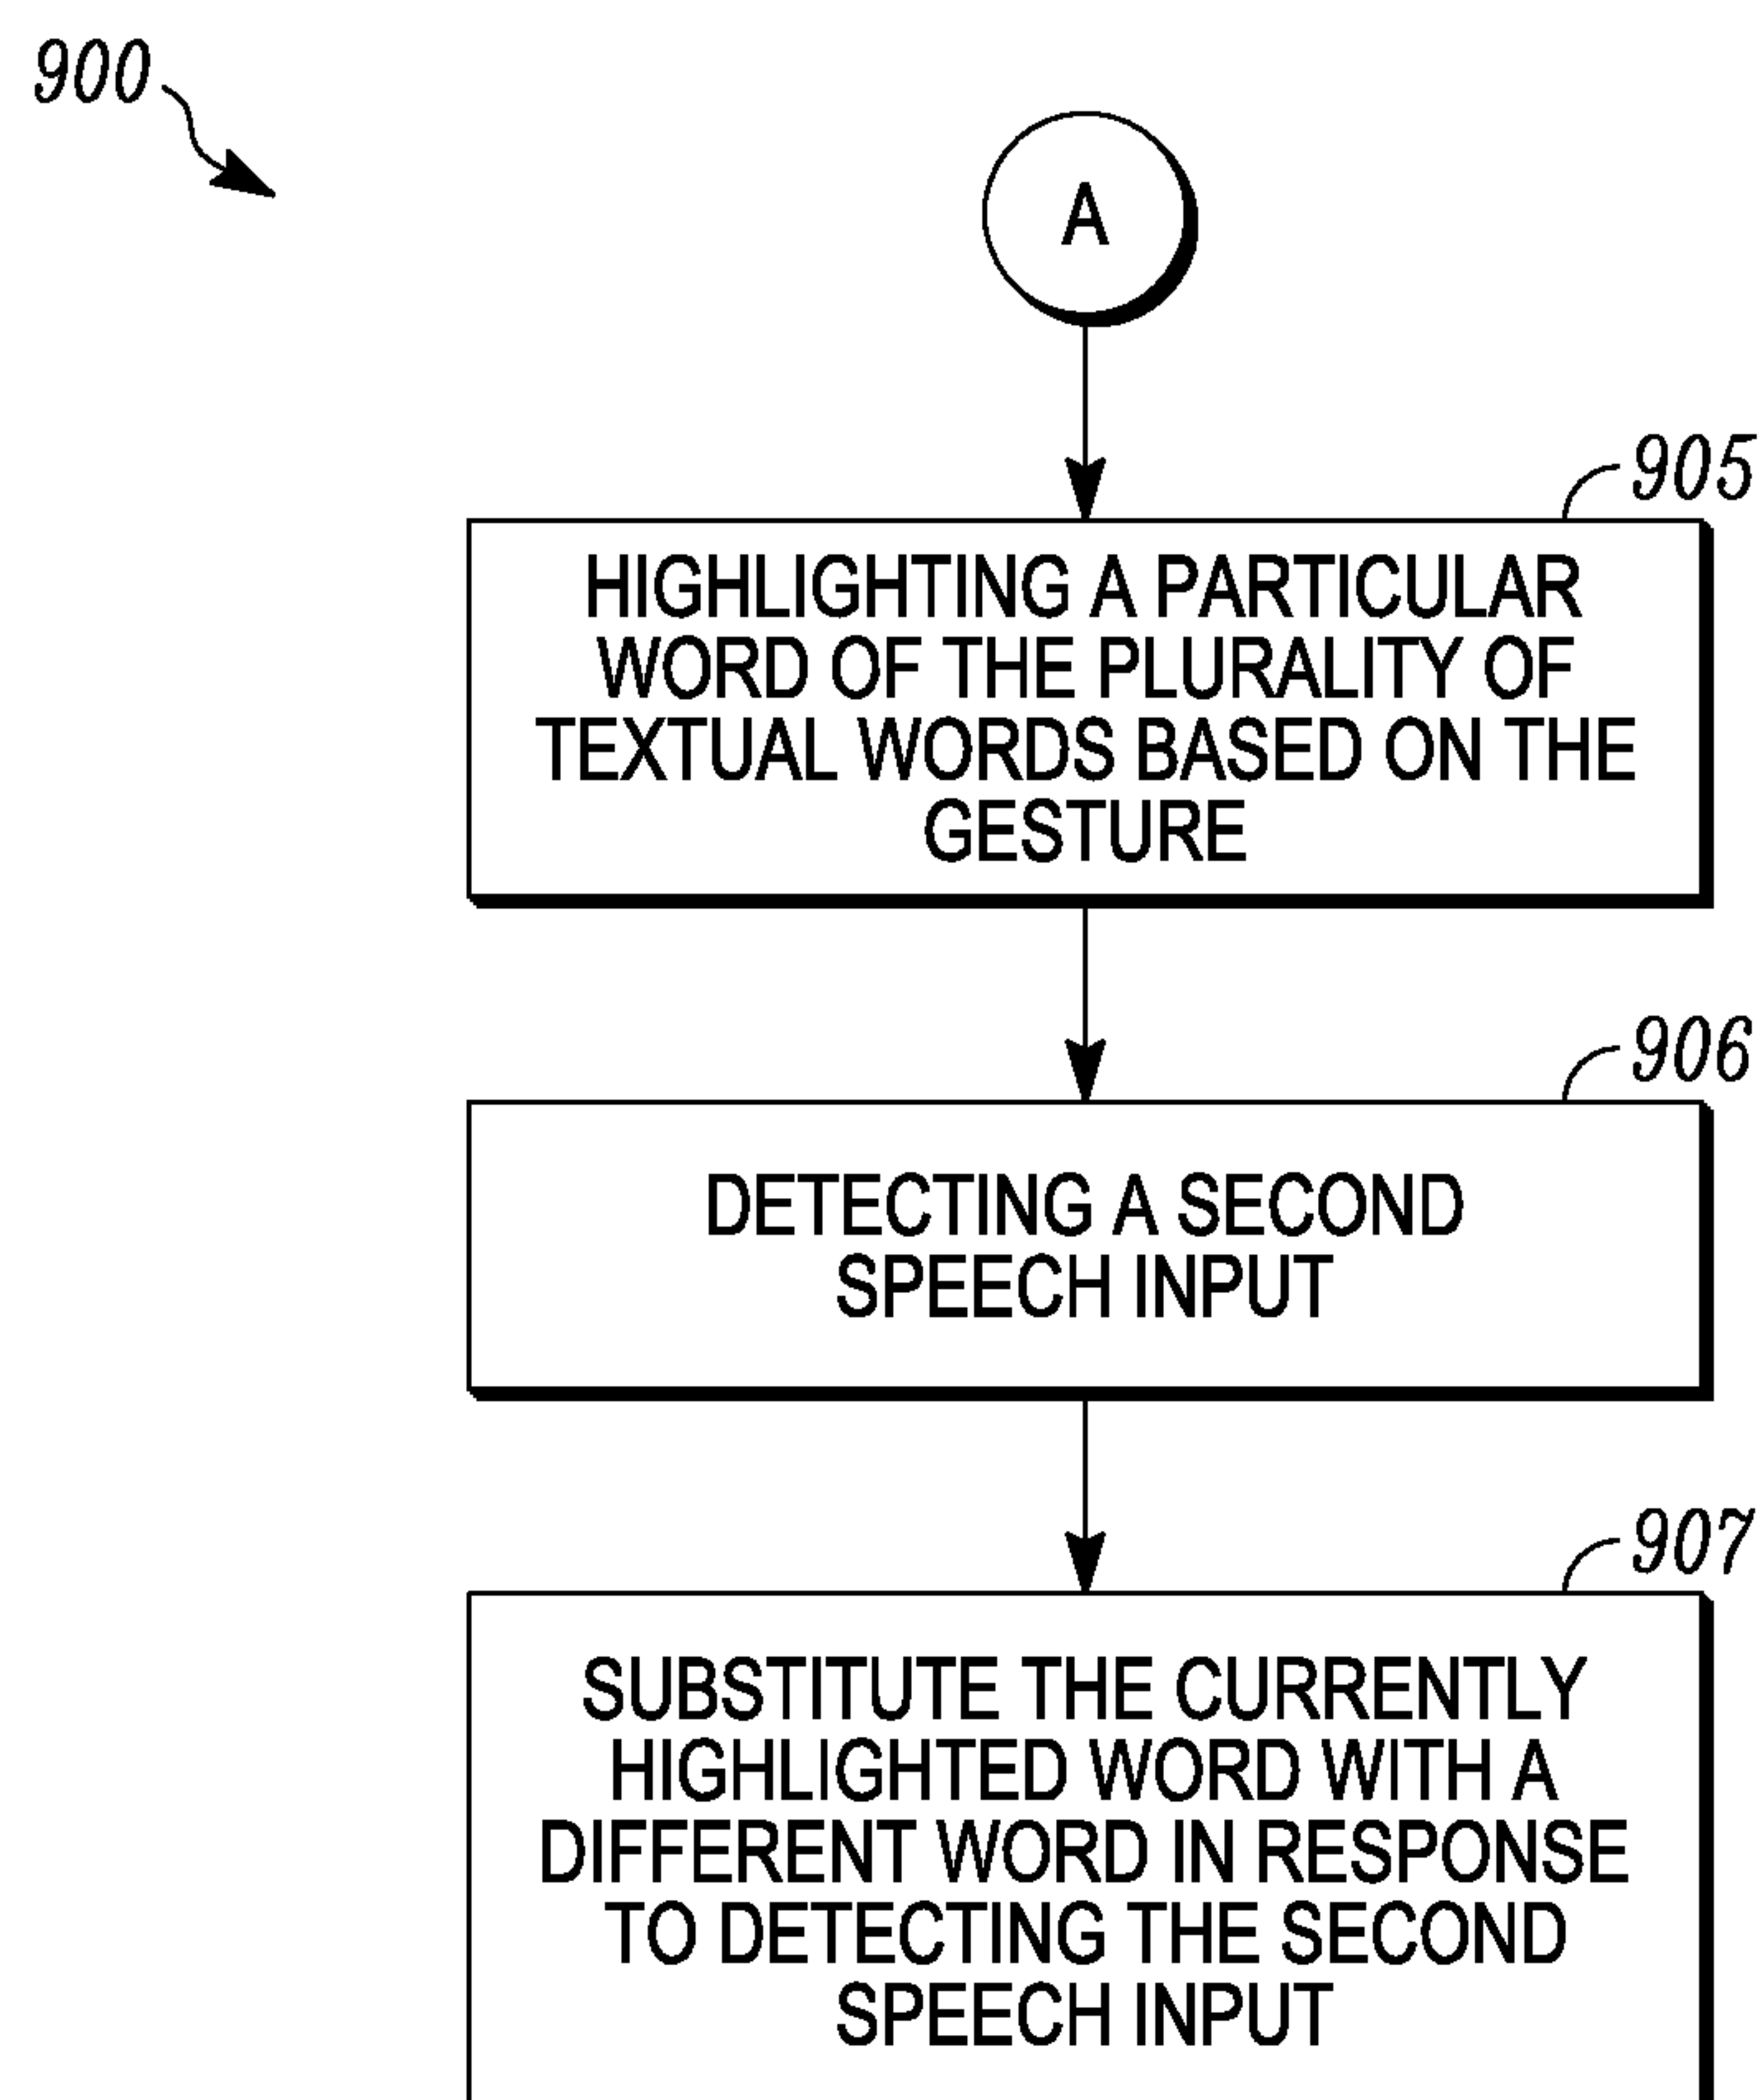 900
A
905
HIGHLIGHTING A PARTICULAR
WORD OF THE PLURALITY OF
TEXTUAL WORDS BASED ON THE
GESTURE
906
DETECTING A SECOND
SPEECH INPUT
907
SUBSTITUTE THE CURRENTLY
HIGHLIGHTED WORD WITH A
DIFFERENT WORD IN RESPONSE
TO DETECTING THE SECOND
SPEECH INPUT